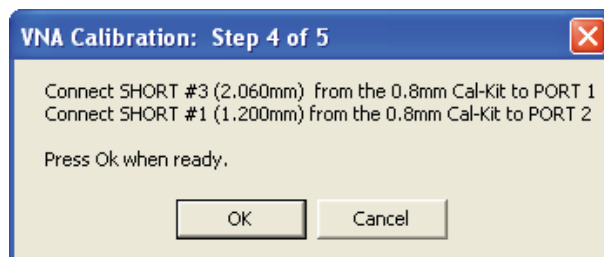 VNA Calibration: Step 4 of 5
Connect SHORT #3 (2.060mm) from the 0.8mm Cal-Kit to PORT 1
Connect SHORT #1 (1.200mm) from the 0.8mm Cal-Kit to PORT 2
Press Ok when ready.
OK
Cancel